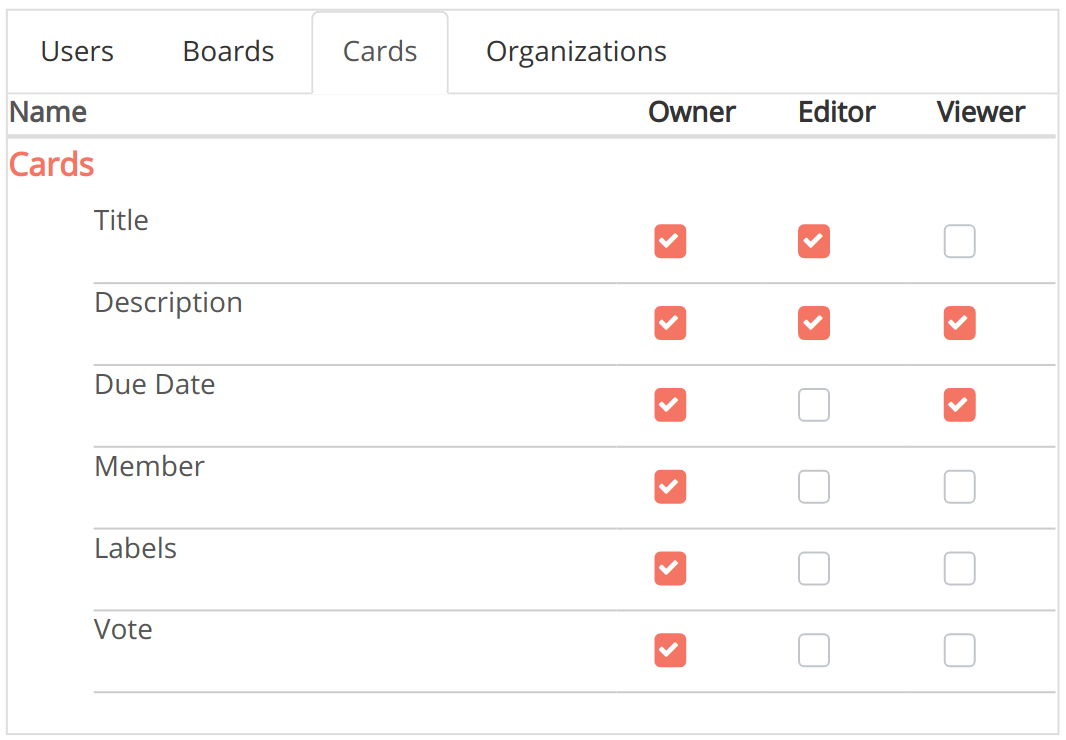 Users Boards Cards Organizations
Name Owner Editor Viewer
Cards
Title
Description
Due Date
Member
Labels
Vote